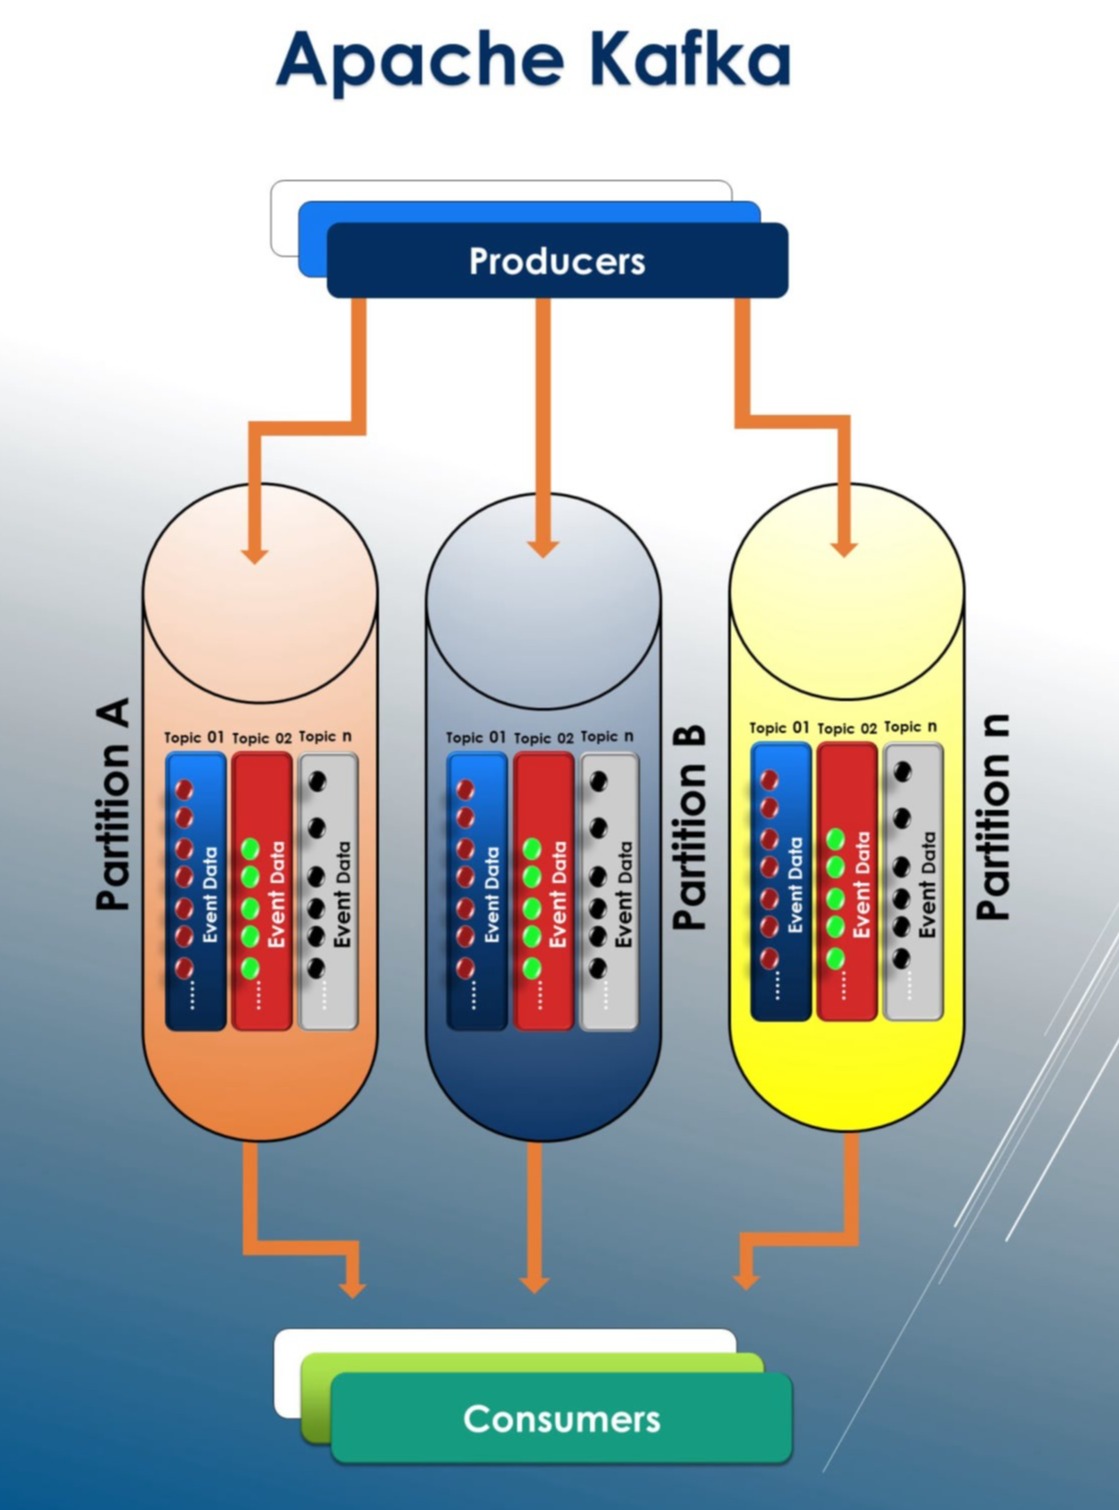 Apache Kafka
Producers
Partition A
Topic 01 Topic 02 Topic n
Event Data
Event Data
Event Data
......
......
......
Topic 01 Topic 02 Topic n
Event Data
Event Data
Event Data
......
......
......
Partition B
Topic 01 Topic 02 Topic n
Event Data
Event Data
Event Data
......
......
......
Partition n
Consumers